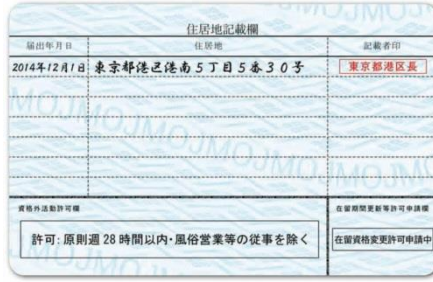 住居地記載欄
届出年月日 住居地 記載者印
2014年12月1日 東京都港区港南5丁目5番30号 東京都港区長
資格外活動許可欄 在留期間更新等許可申請欄
許可:原則週28時間以内・風俗営業等の従事を除く 在留資格変更許可申請中
MOJMOJMOJMOJ